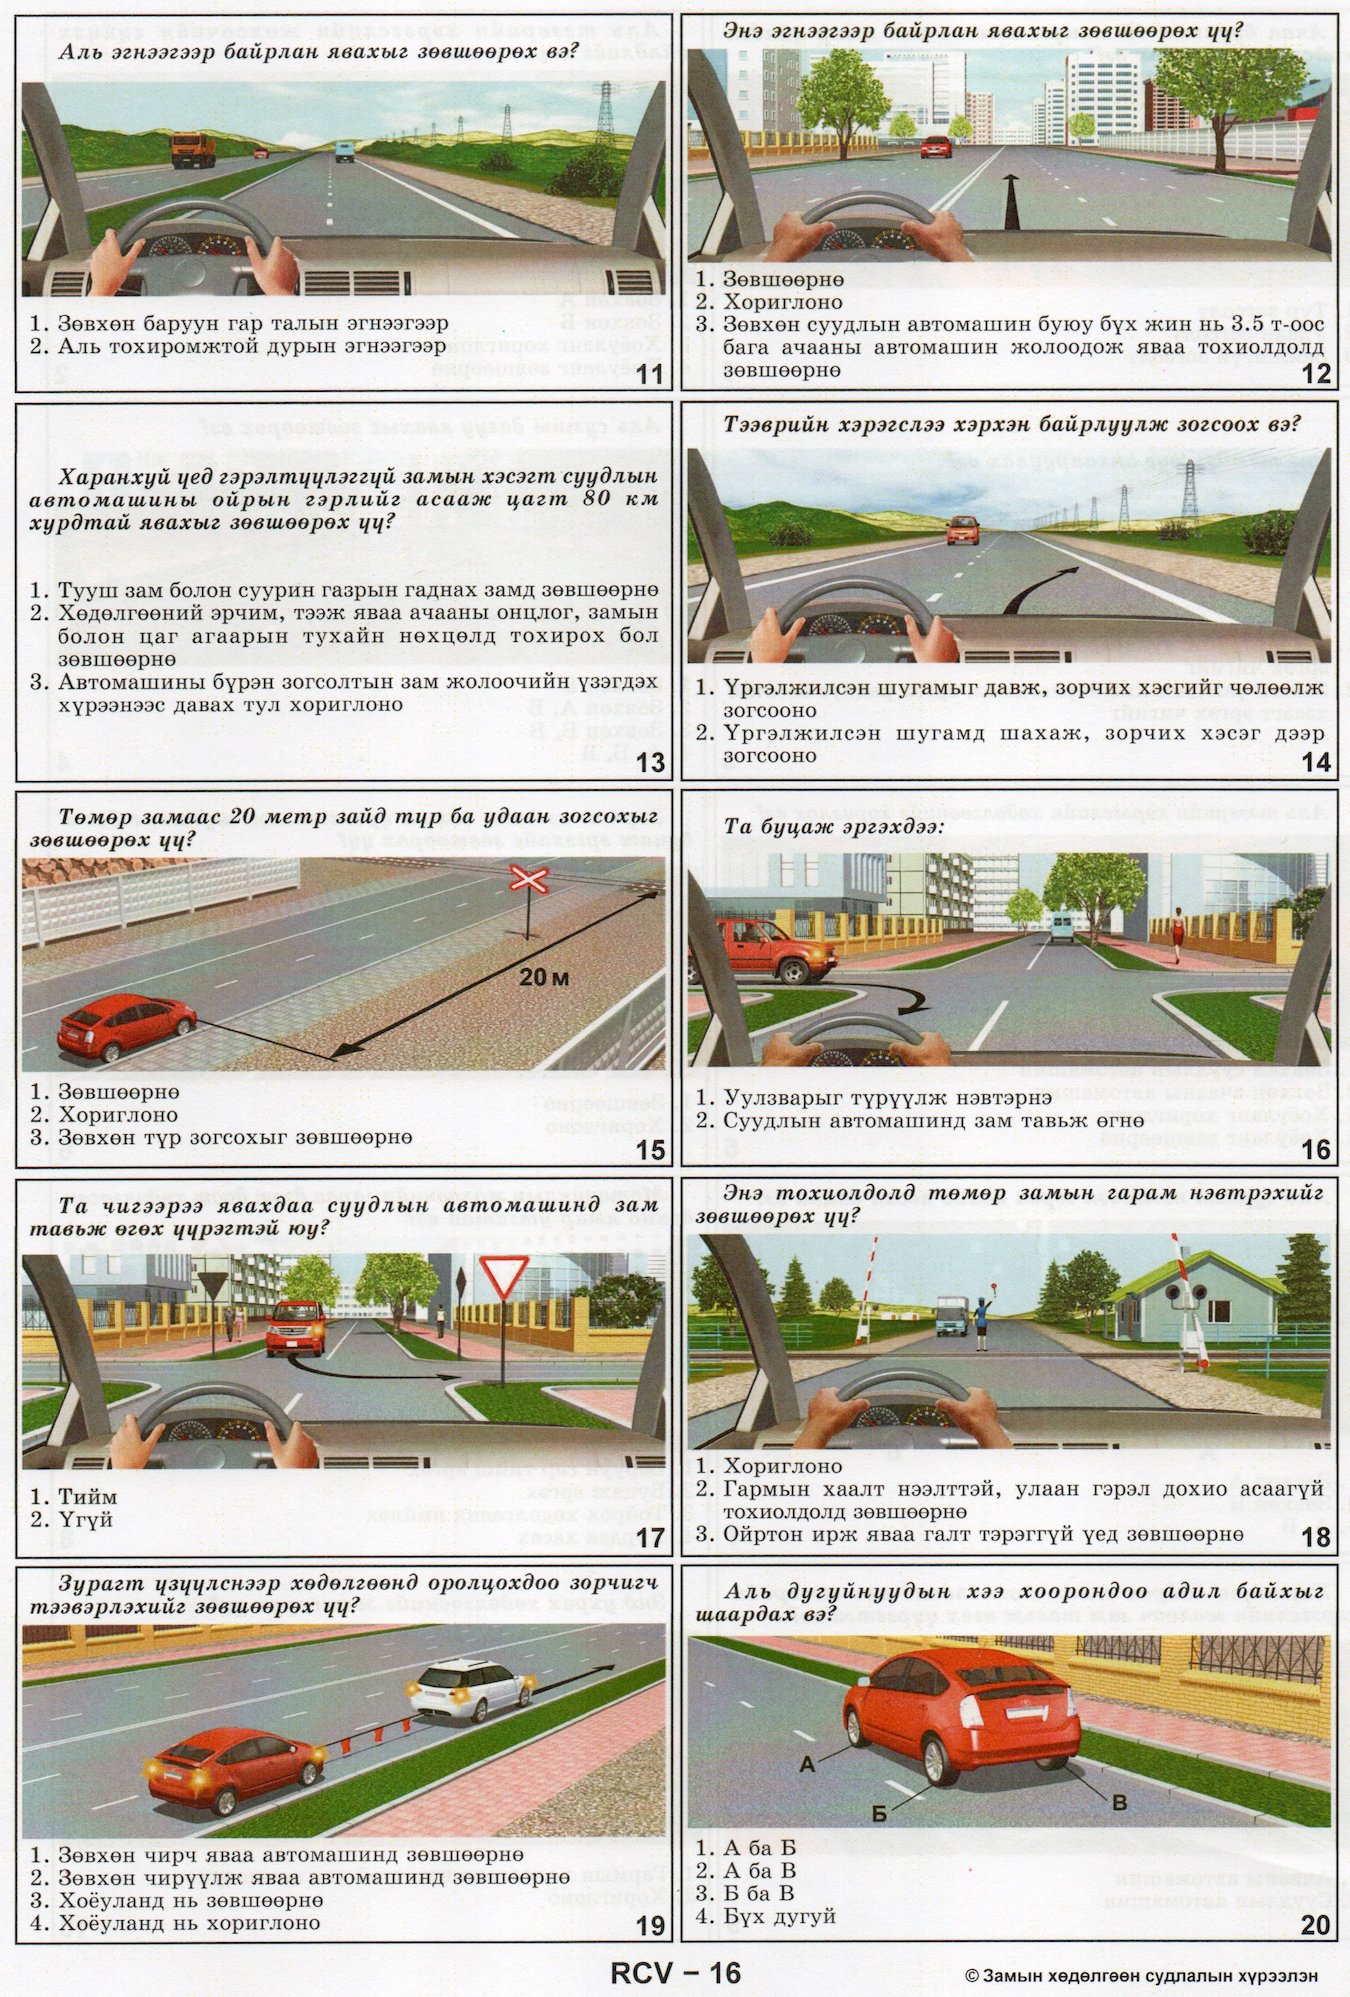 Аль эгнээгээр байрлан явахыг зөвшөөрөх вэ?
1. Зөвхөн баруун гар талын эгнээгээр
2. Аль тохиромжтой дурын эгнээгээр
11
Энэ эгнээгээр байрлан явахыг зөвшөөрөх үү?
1. Зөвшөөрнө
2. Хориглоно
3. Зөвхөн суудлын автомашин буюу бүх жин нь 3.5 т-оос
бага ачааны автомашин жолоодож яваа тохиолдолд
зөвшөөрнө
12
Харанхуй үед гэрэлтүүлэггүй замын хэсэгт суудлын
автомашины ойрын гэрлийг асааж цагт 80 км
хурдтай явахыг зөвшөөрөх үү?
1. Тууш зам болон суурин газрын гаднах замд зөвшөөрнө
2. Хөдөлгөөний эрчим, тээж яваа ачааны онцлог, замын
болон цаг агаарын тухайн нөхцөлд тохирох бол
зөвшөөрнө
3. Автомашины бүрэн зогсолтын зам жолоочийн үзэгдэх
хүрээнээс давах тул хориглоно
13
Тээврийн хэрэгслээ хэрхэн байрлуулж зогсоох вэ?
1. Үргэлжилсэн шугамыг давж, зорчих хэсгийг чөлөөлж
зогсооно
2. Үргэлжилсэн шугамд шахаж, зорчих хэсэг дээр
зогсооно
14
Төмөр замаас 20 метр зайд түр ба удаан зогсохыг
зөвшөөрөх үү?
20 м
1. Зөвшөөрнө
2. Хориглоно
3. Зөвхөн түр зогсохыг зөвшөөрнө
15
Та буцаж эргэхдээ:
1. Уулзварыг түрүүлж нэвтэрнэ
2. Суудлын автомашинд зам тавьж өгнө
16
Та чигээрээ явахдаа суудлын автомашинд зам
тавьж өгөх үүрэгтэй юу?
1. Тийм
2. Үгүй
17
Энэ тохиолдолд төмөр замын гарам нэвтрэхийг
зөвшөөрөх үү?
1. Хориглоно
2. Гармын хаалт нээлттэй, улаан гэрэл дохио асаагүй
тохиолдолд зөвшөөрнө
3. Ойртон ирж яваа галт тэрэггүй үед зөвшөөрнө
18
Зурагт үзүүлснээр хөдөлгөөнд оролцохдоо зорчигч
тээвэрлэхийг зөвшөөрөх үү?
1. Зөвхөн чирч яваа автомашинд зөвшөөрнө
2. Зөвхөн чирүүлж яваа автомашинд зөвшөөрнө
3. Хоёуланд нь зөвшөөрнө
4. Хоёуланд нь хориглоно
19
Аль дугуйнуудын хээ хоорондоо адил байхыг
шаардах вэ?
А
Б
В
1. А ба Б
2. А ба В
3. Б ба В
4. Бүх дугуй
20
RCV – 16
© Замын хөдөлгөөн судлалын хүрээлэн